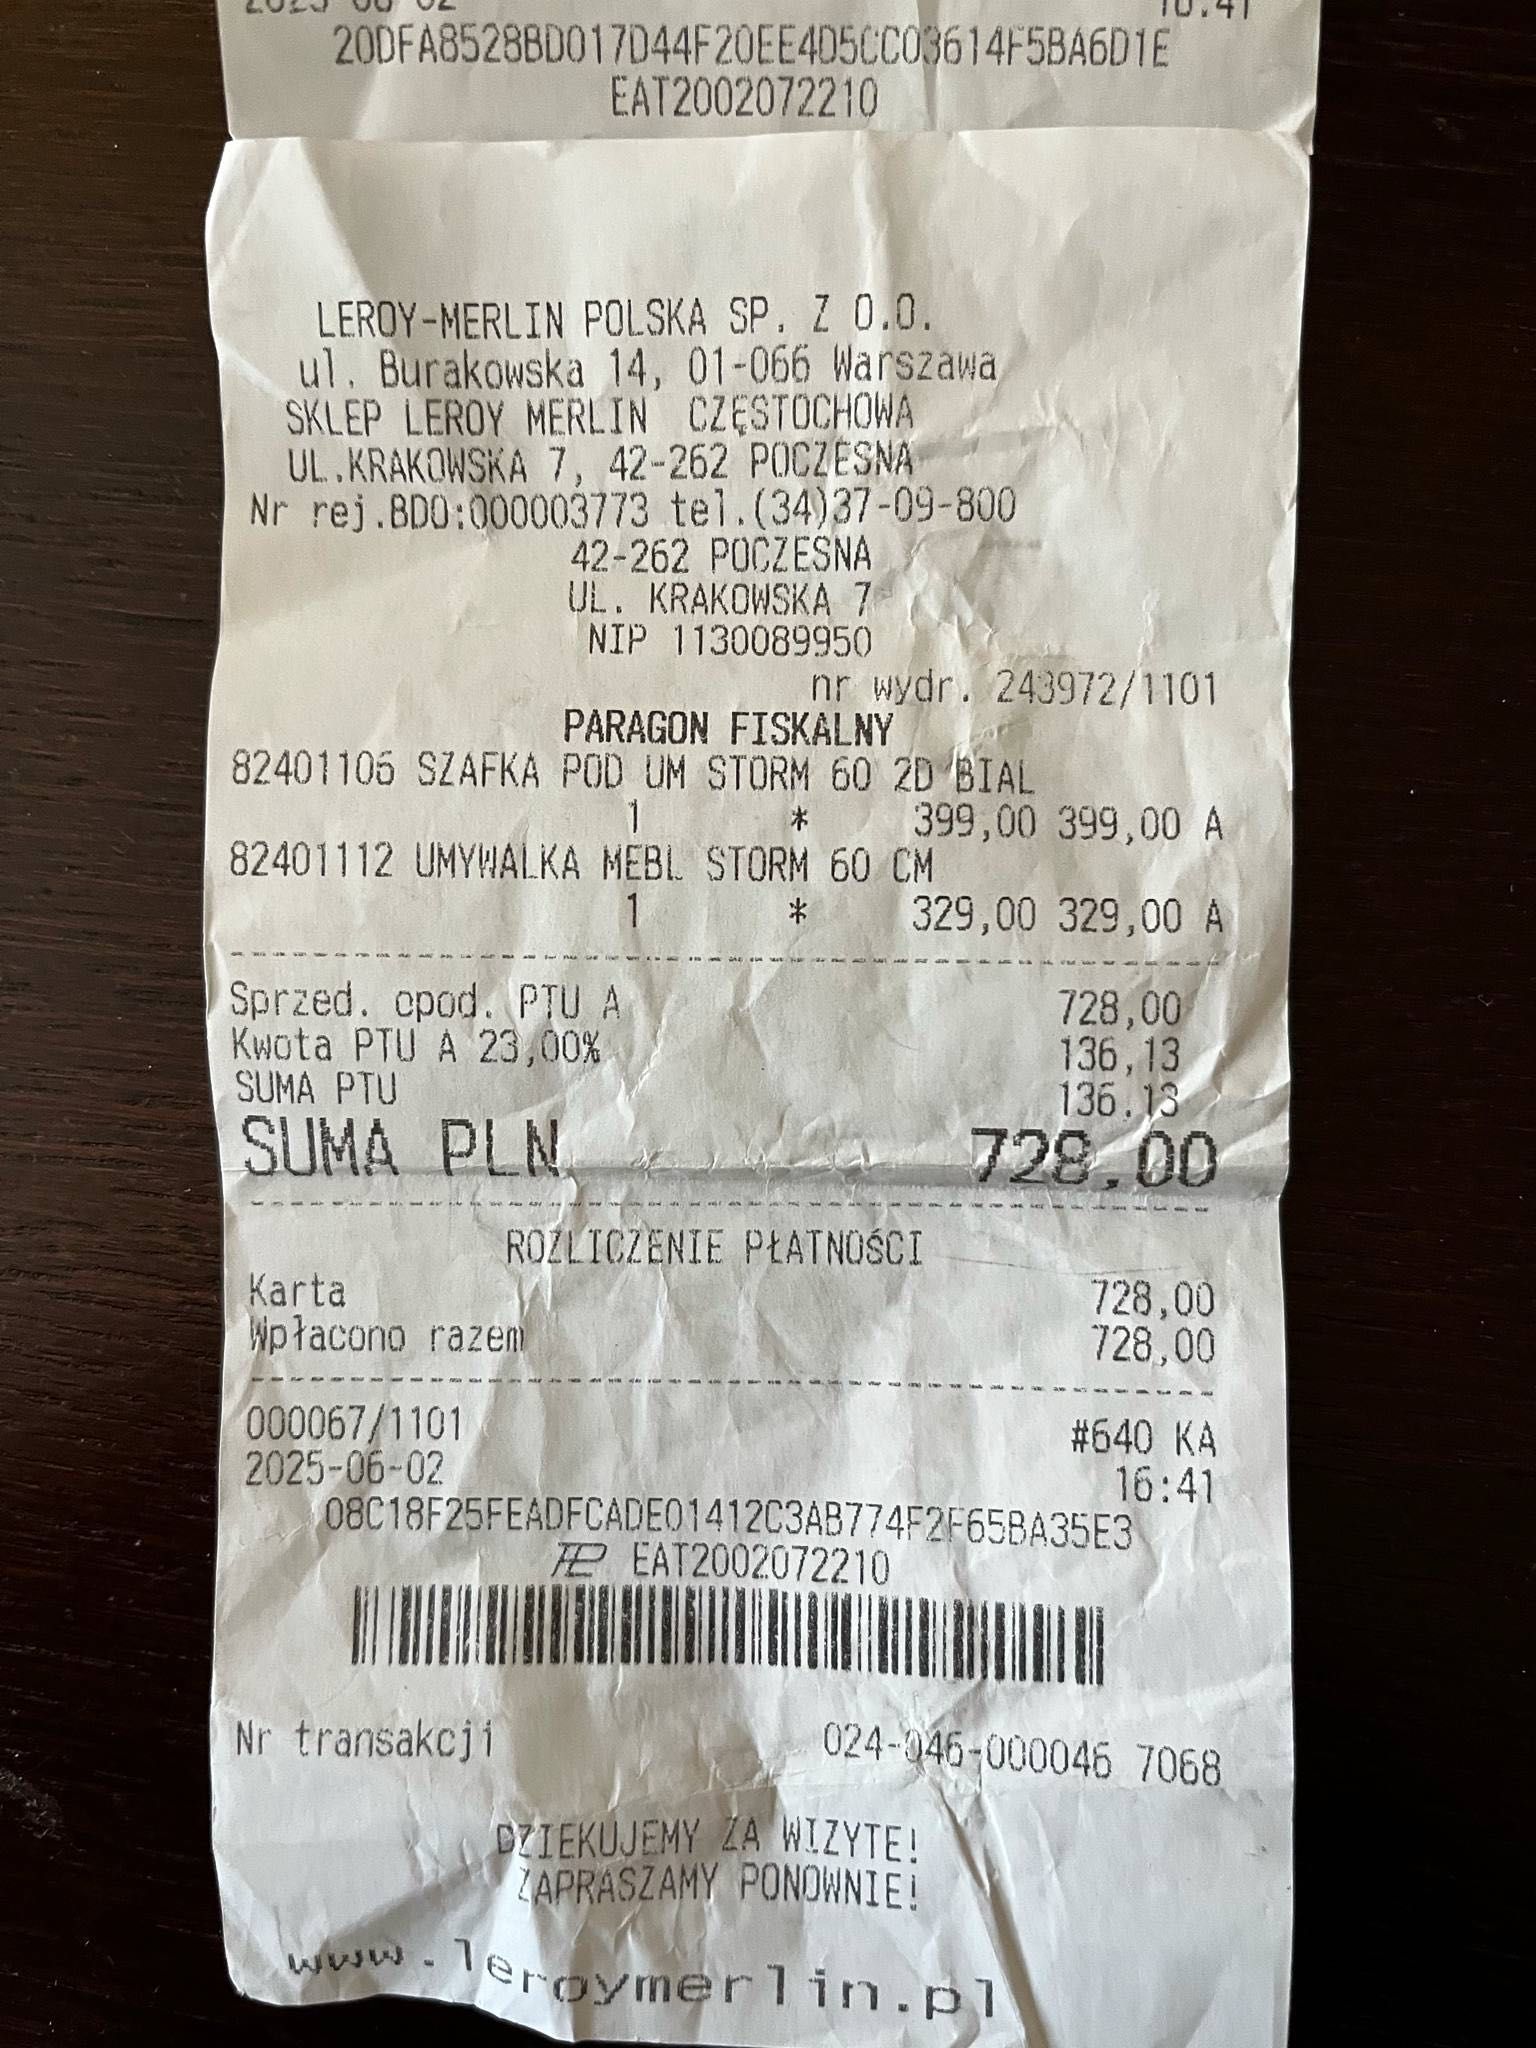 20DFA8528BD017D44F20EE4D5CC03614F5BA6D1E
EAT2002072210
LEROY-MERLIN POLSKA SP. Z O.O.
ul. Burakowska 14, 01-066 Warszawa
SKLEP LEROY MERLIN CZĘSTOCHOWA
UL.KRAKOWSKA 7, 42-262 POCZESNA
Nr rej.BDO:000003773 tel.(34)37-09-800
42-262 POCZESNA
UL. KRAKOWSKA 7
NIP 1130089950
nr wydr. 243972/1101
PARAGON FISKALNY
82401106 SZAFKA POD UM STORM 60 2D BIAL
1 * 399,00 399,00 A
82401112 UMYWALKA MEBL STORM 60 CM
1 * 329,00 329,00 A
Sprzed. opod. PTU A 728,00
Kwota PTU A 23,00% 136,13
SUMA PTU 136,13
SUMA PLN 728,00
ROZLICZENIE PŁATNOŚCI
Karta 728,00
Wpłacono razem 728,00
000067/1101 #640 KA
2025-06-02 16:41
08C18F25FEADFCADE01412C3AB774F2F65BA35E3
EAT2002072210
Nr transakcji 024-046-000046 7068
DZIEKUJEMY ZA WIZYTE!
ZAPRASZAMY PONOWNIE!
www.leroymerlin.pl